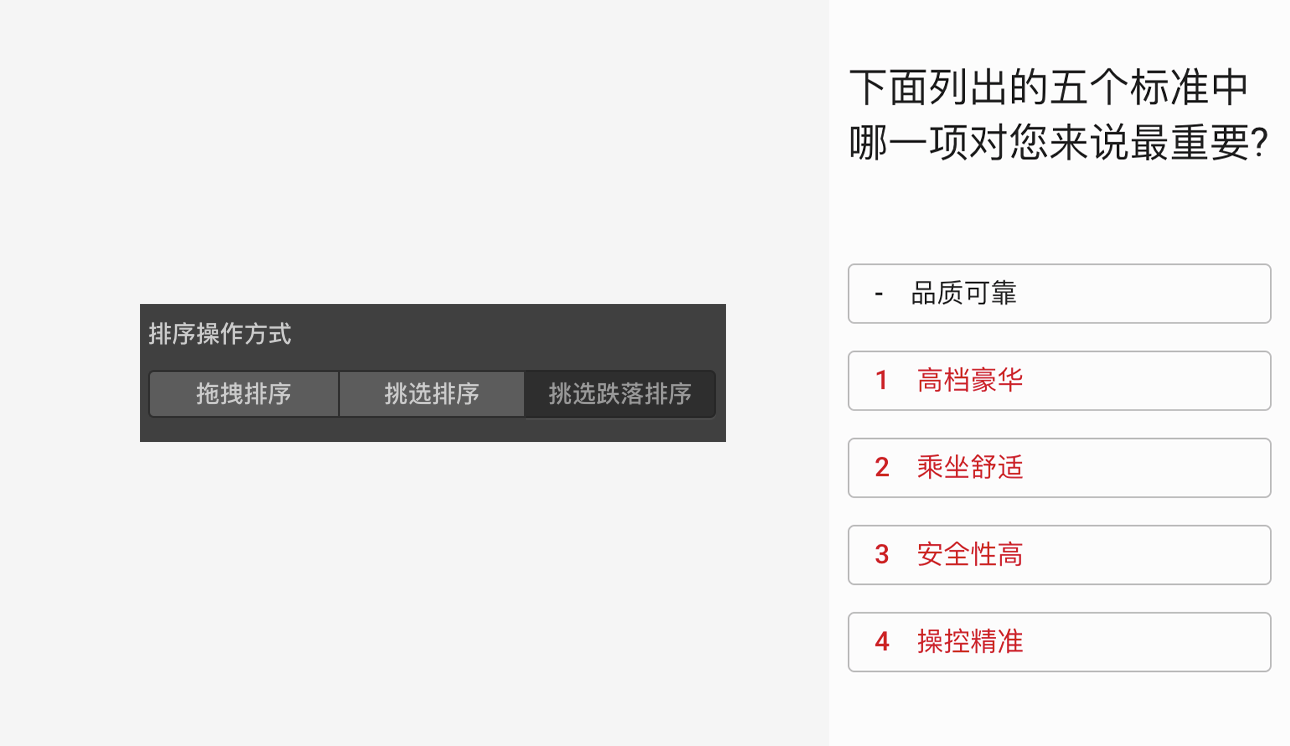 排序操作方式
拖拽排序 挑选排序 挑选跌落排序
下面列出的五个标准中
哪一项对您来说最重要?
- 品质可靠
1 高档豪华
2 乘坐舒适
3 安全性高
4 操控精准